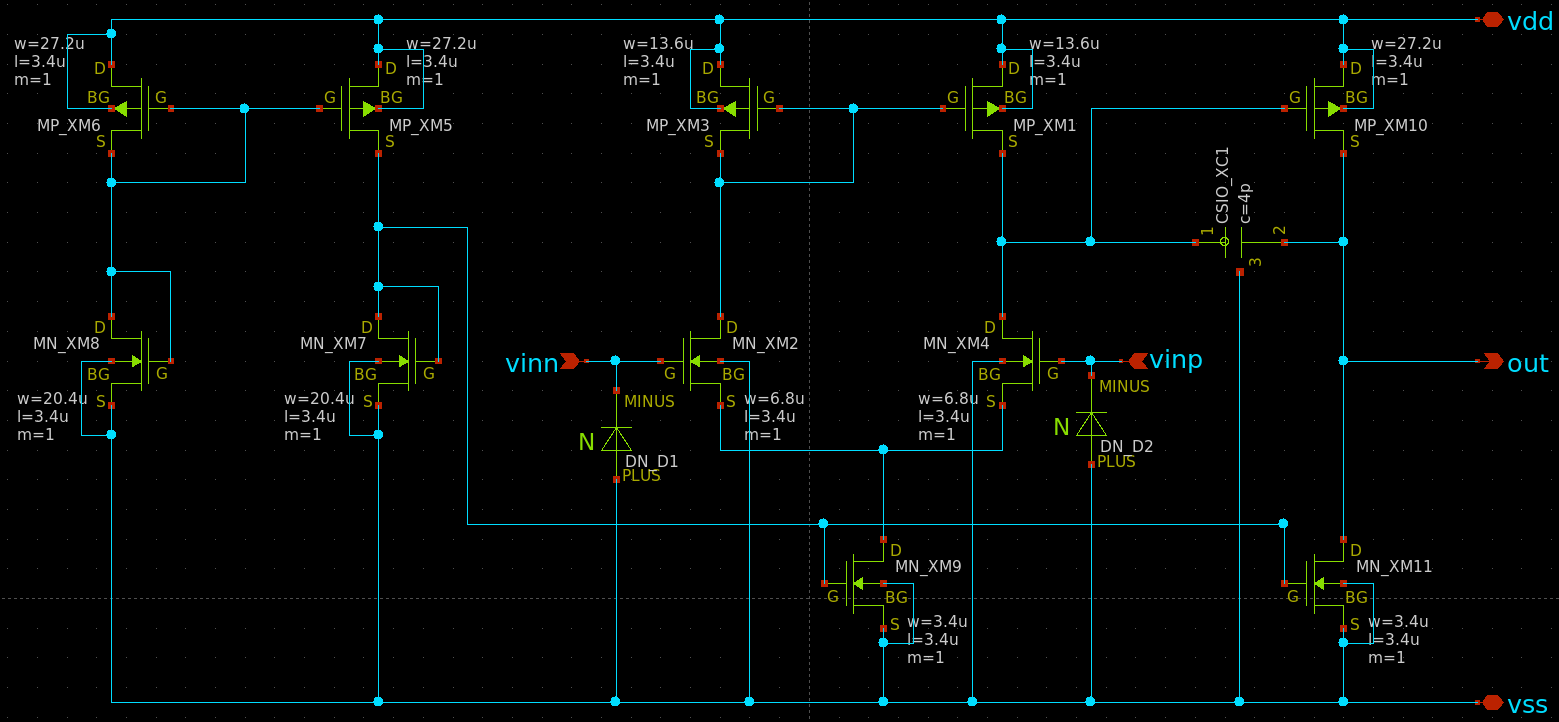 vdd
w=27.2u
l=3.4u
m=1
D
BG
G
MP_XM6
S
w=27.2u
l=3.4u
m=1
D
G
BG
MP_XM5
S
w=13.6u
l=3.4u
m=1
D
BG
G
MP_XM3
S
w=13.6u
l=3.4u
m=1
D
G
BG
MP_XM1
S
w=27.2u
l=3.4u
m=1
D
G
BG
MP_XM10
S
CSIO_XC1
c=4p
1
2
3
D
MN_XM8
BG
G
S
w=20.4u
l=3.4u
m=1
D
MN_XM7
BG
G
S
w=20.4u
l=3.4u
m=1
vinn
D
MN_XM2
G
BG
S
w=6.8u
l=3.4u
m=1
MINUS
N
DN_D1
PLUS
D
MN_XM4
BG
G
S
w=6.8u
l=3.4u
m=1
vinp
MINUS
N
DN_D2
PLUS
out
D
MN_XM9
G
BG
S
w=3.4u
l=3.4u
m=1
D
MN_XM11
G
BG
S
w=3.4u
l=3.4u
m=1
vss